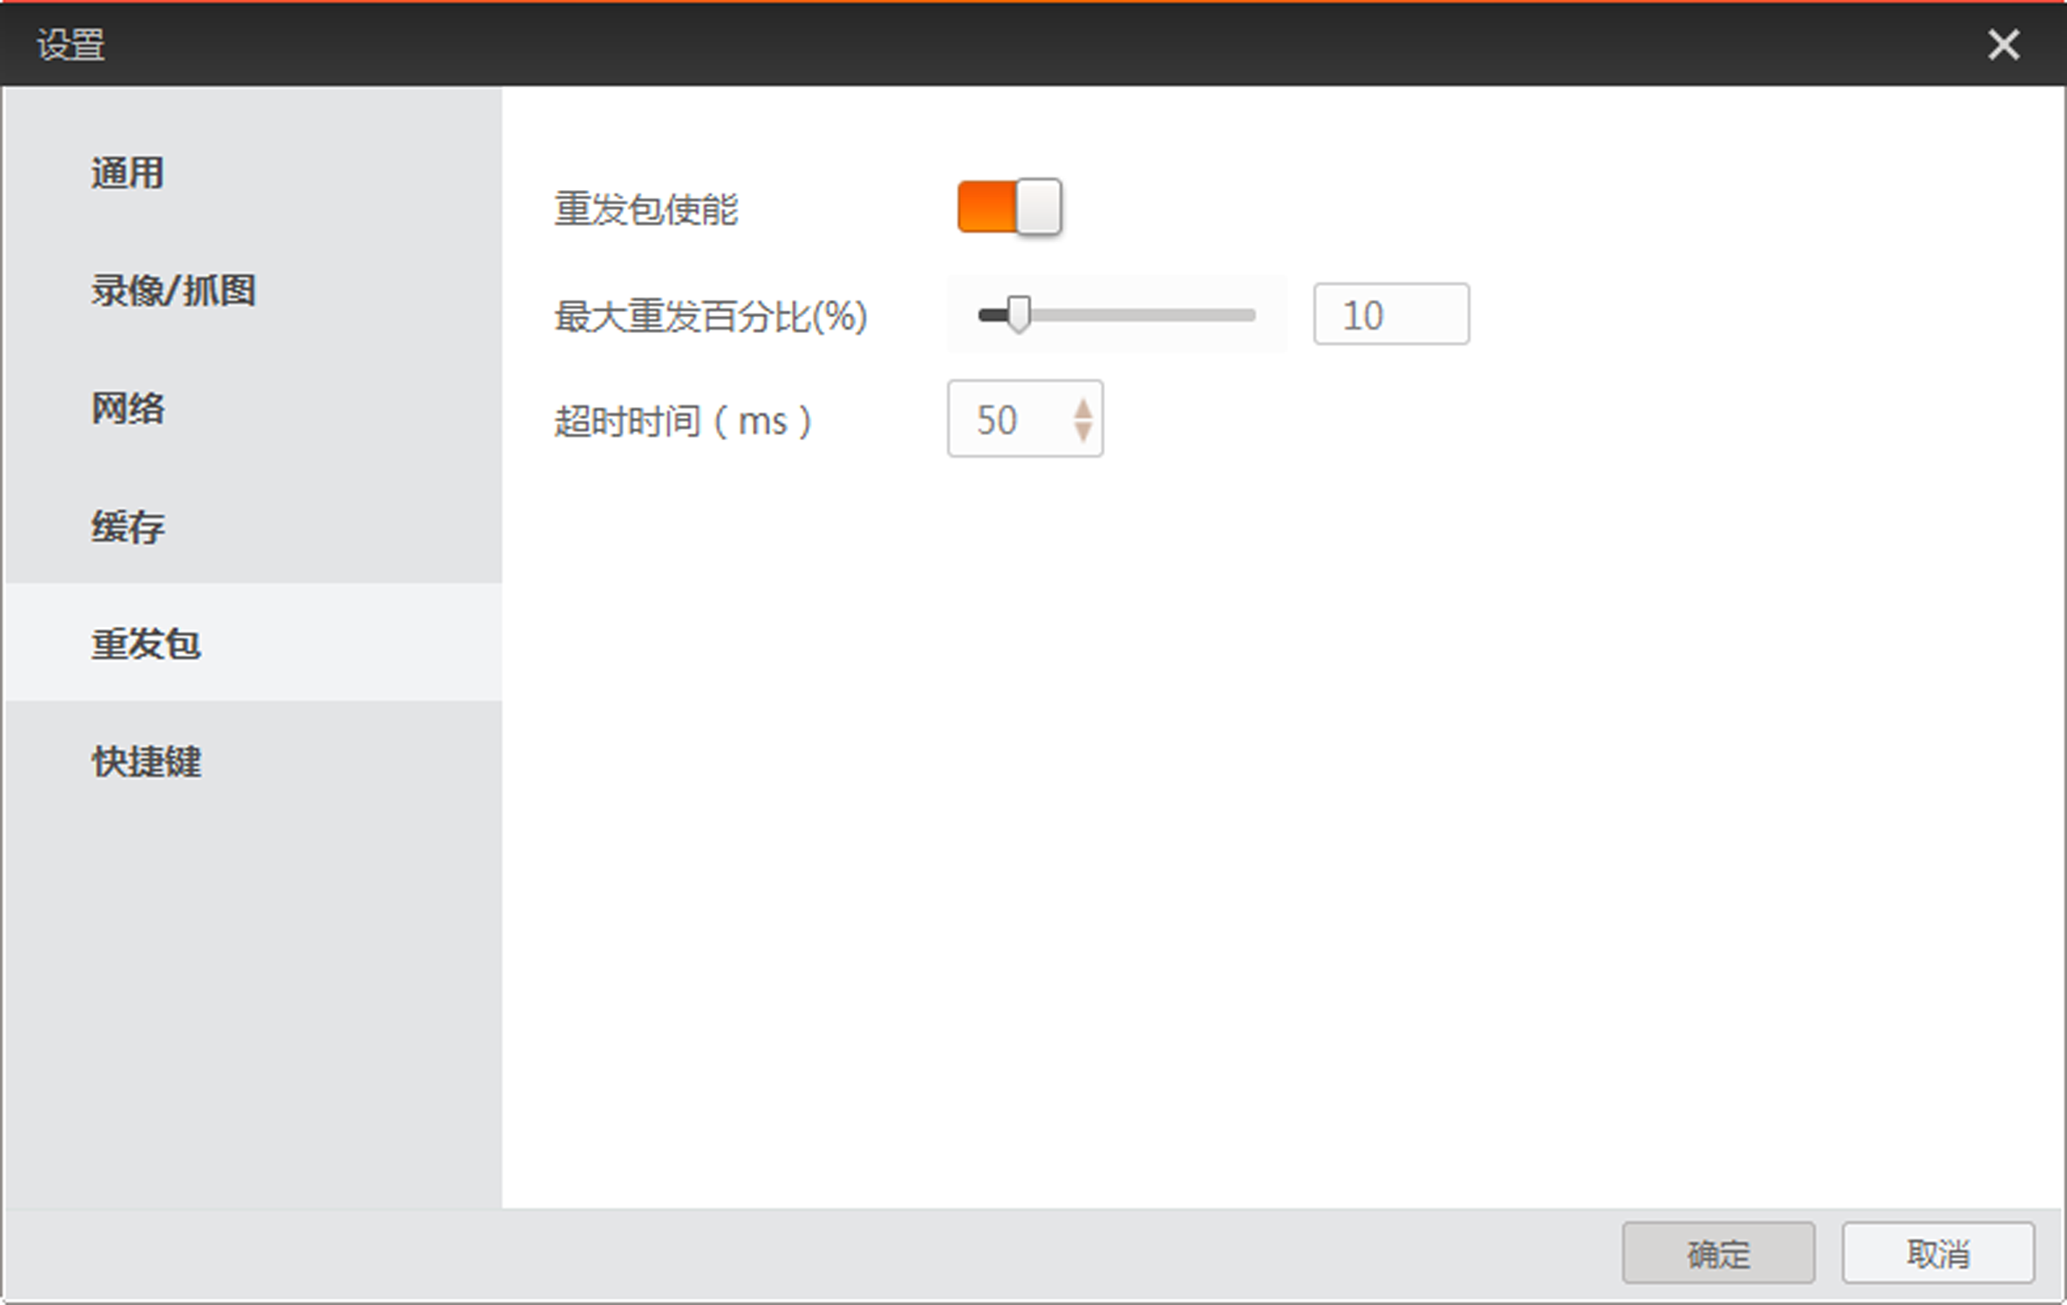 设置
通用
录像/抓图
网络
缓存
重发包
快捷键
重发包使能
最大重发百分比(%)
10
超时时间（ms）
50
确定
取消